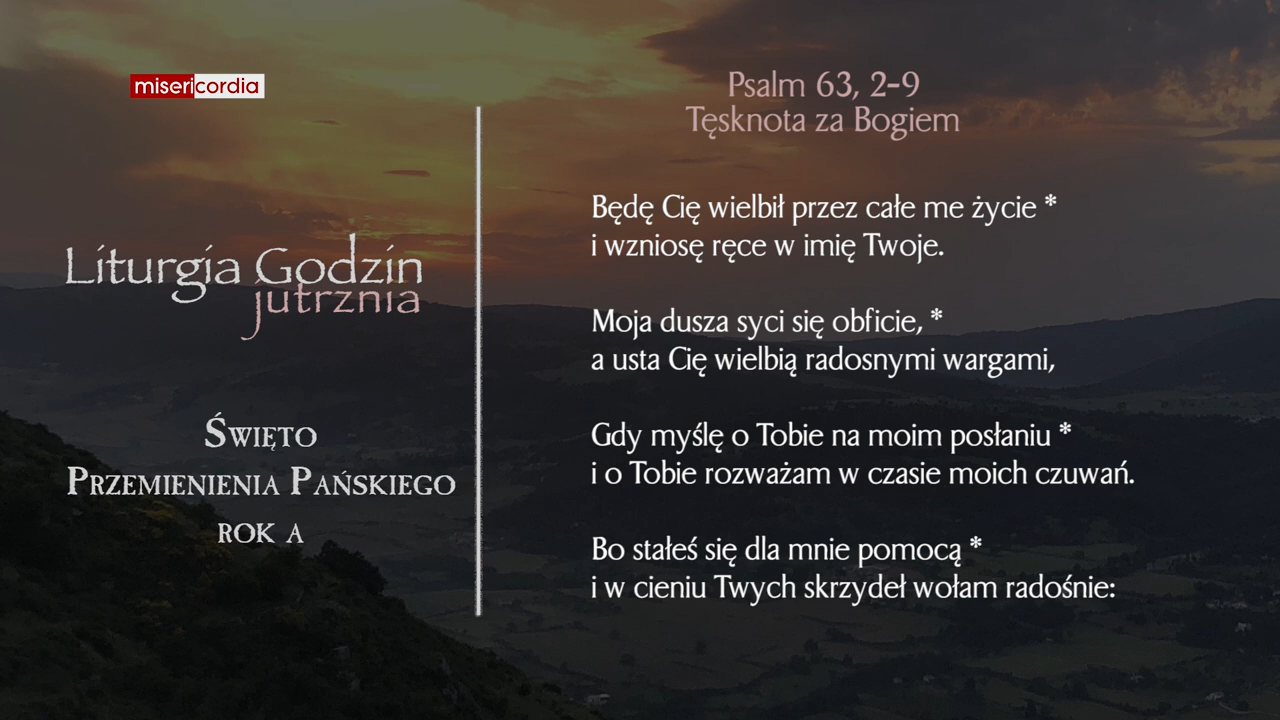 misericordia
Liturgia Godzin
jutrznia
Święto
Przemienienia Pańskiego
rok a
Psalm 63, 2-9
Tęsknota za Bogiem
Będę Cię wielbił przez całe me życie *
i wzniosę ręce w imię Twoje.
Moja dusza syci się obficie, *
a usta Cię wielbią radosnymi wargami,
Gdy myślę o Tobie na moim posłaniu *
i o Tobie rozważam w czasie moich czuwań.
Bo stałeś się dla mnie pomocą *
i w cieniu Twych skrzydeł wołam radośnie: